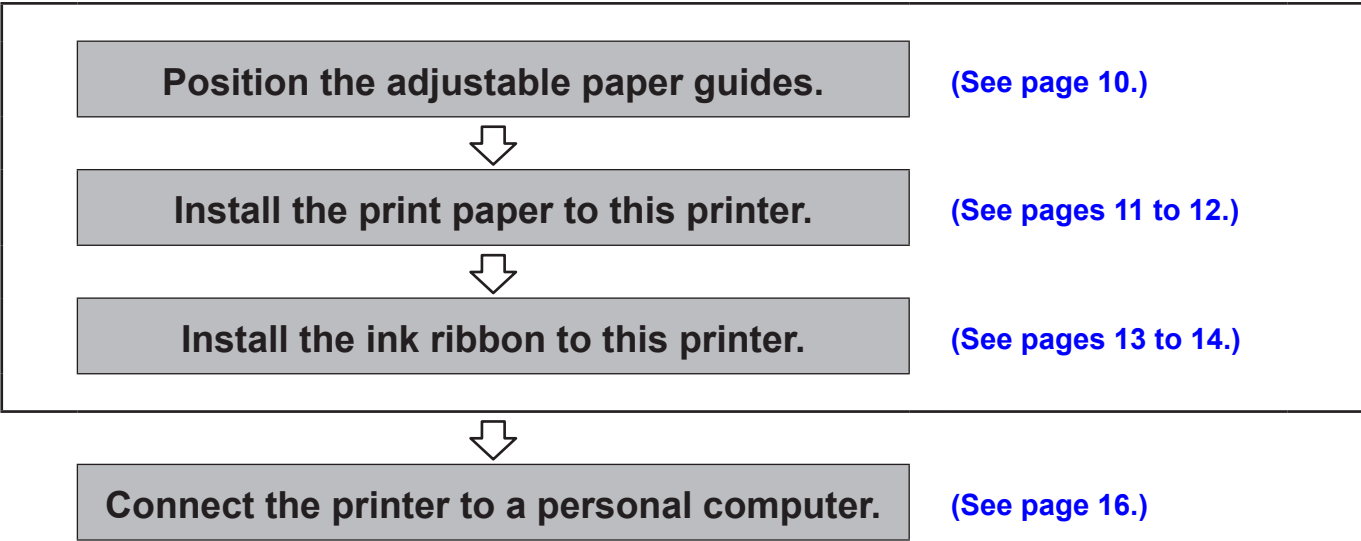 Position the adjustable paper guides. (See page 10.)
Install the print paper to this printer. (See pages 11 to 12.)
Install the ink ribbon to this printer. (See pages 13 to 14.)
Connect the printer to a personal computer. (See page 16.)